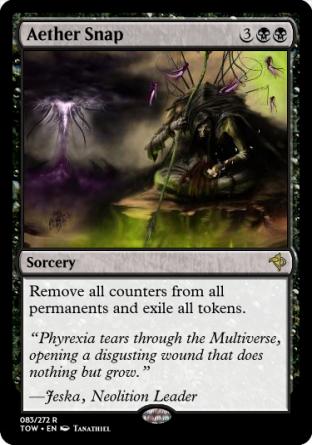 Aether Snap 3
Sorcery
Remove all counters from all
permanents and exile all tokens.
“Phyrexia tears through the Multiverse,
opening a disgusting wound that does
nothing but grow.”
—Jeska, Neolition Leader
083/272 R
TOW • EN Tanathiel